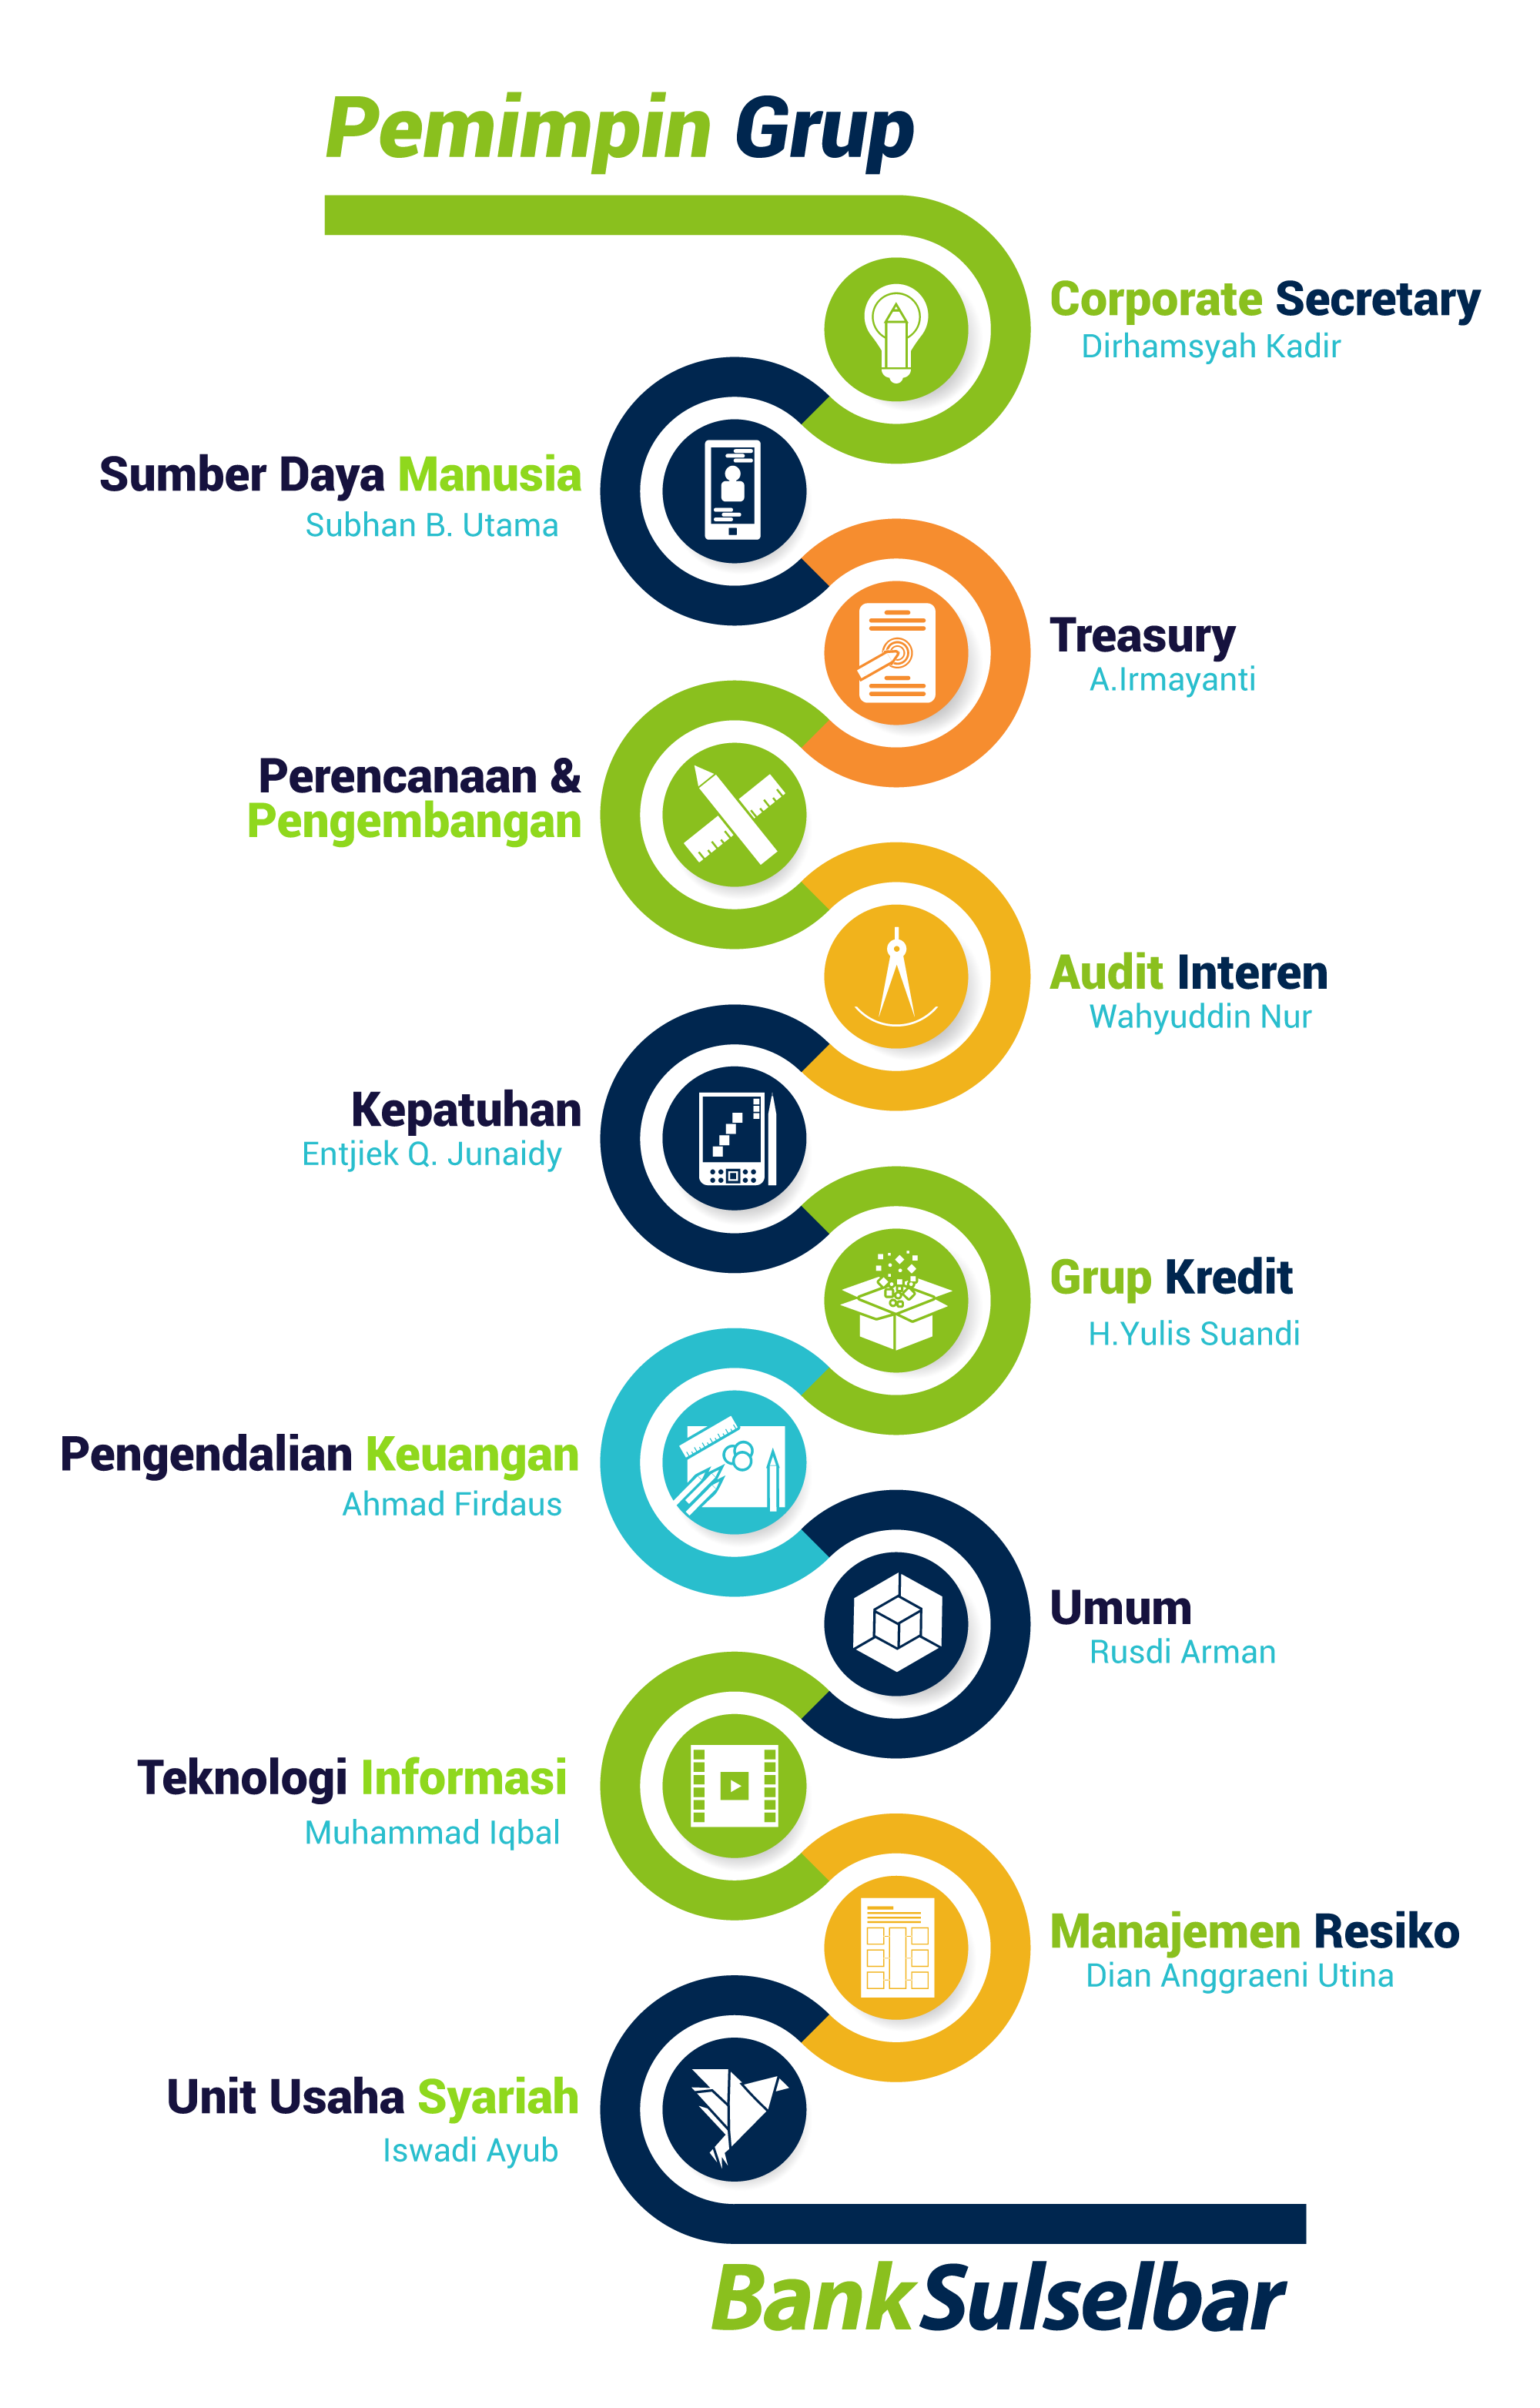 Pemimpin Grup
Corporate Secretary
Dirhamsyah Kadir
Sumber Daya Manusia
Subhan B. Utama
Treasury
A.Irmayanti
Perencanaan &
Pengembangan
Audit Interen
Wahyuddin Nur
Kepatuhan
Entjiek Q. Junaidy
Grup Kredit
H.Yulis Suandi
Pengendalian Keuangan
Ahmad Firdaus
Umum
Rusdi Arman
Teknologi Informasi
Muhammad Iqbal
Manajemen Resiko
Dian Anggraeni Utina
Unit Usaha Syariah
Iswadi Ayub
Bank Sulselbar